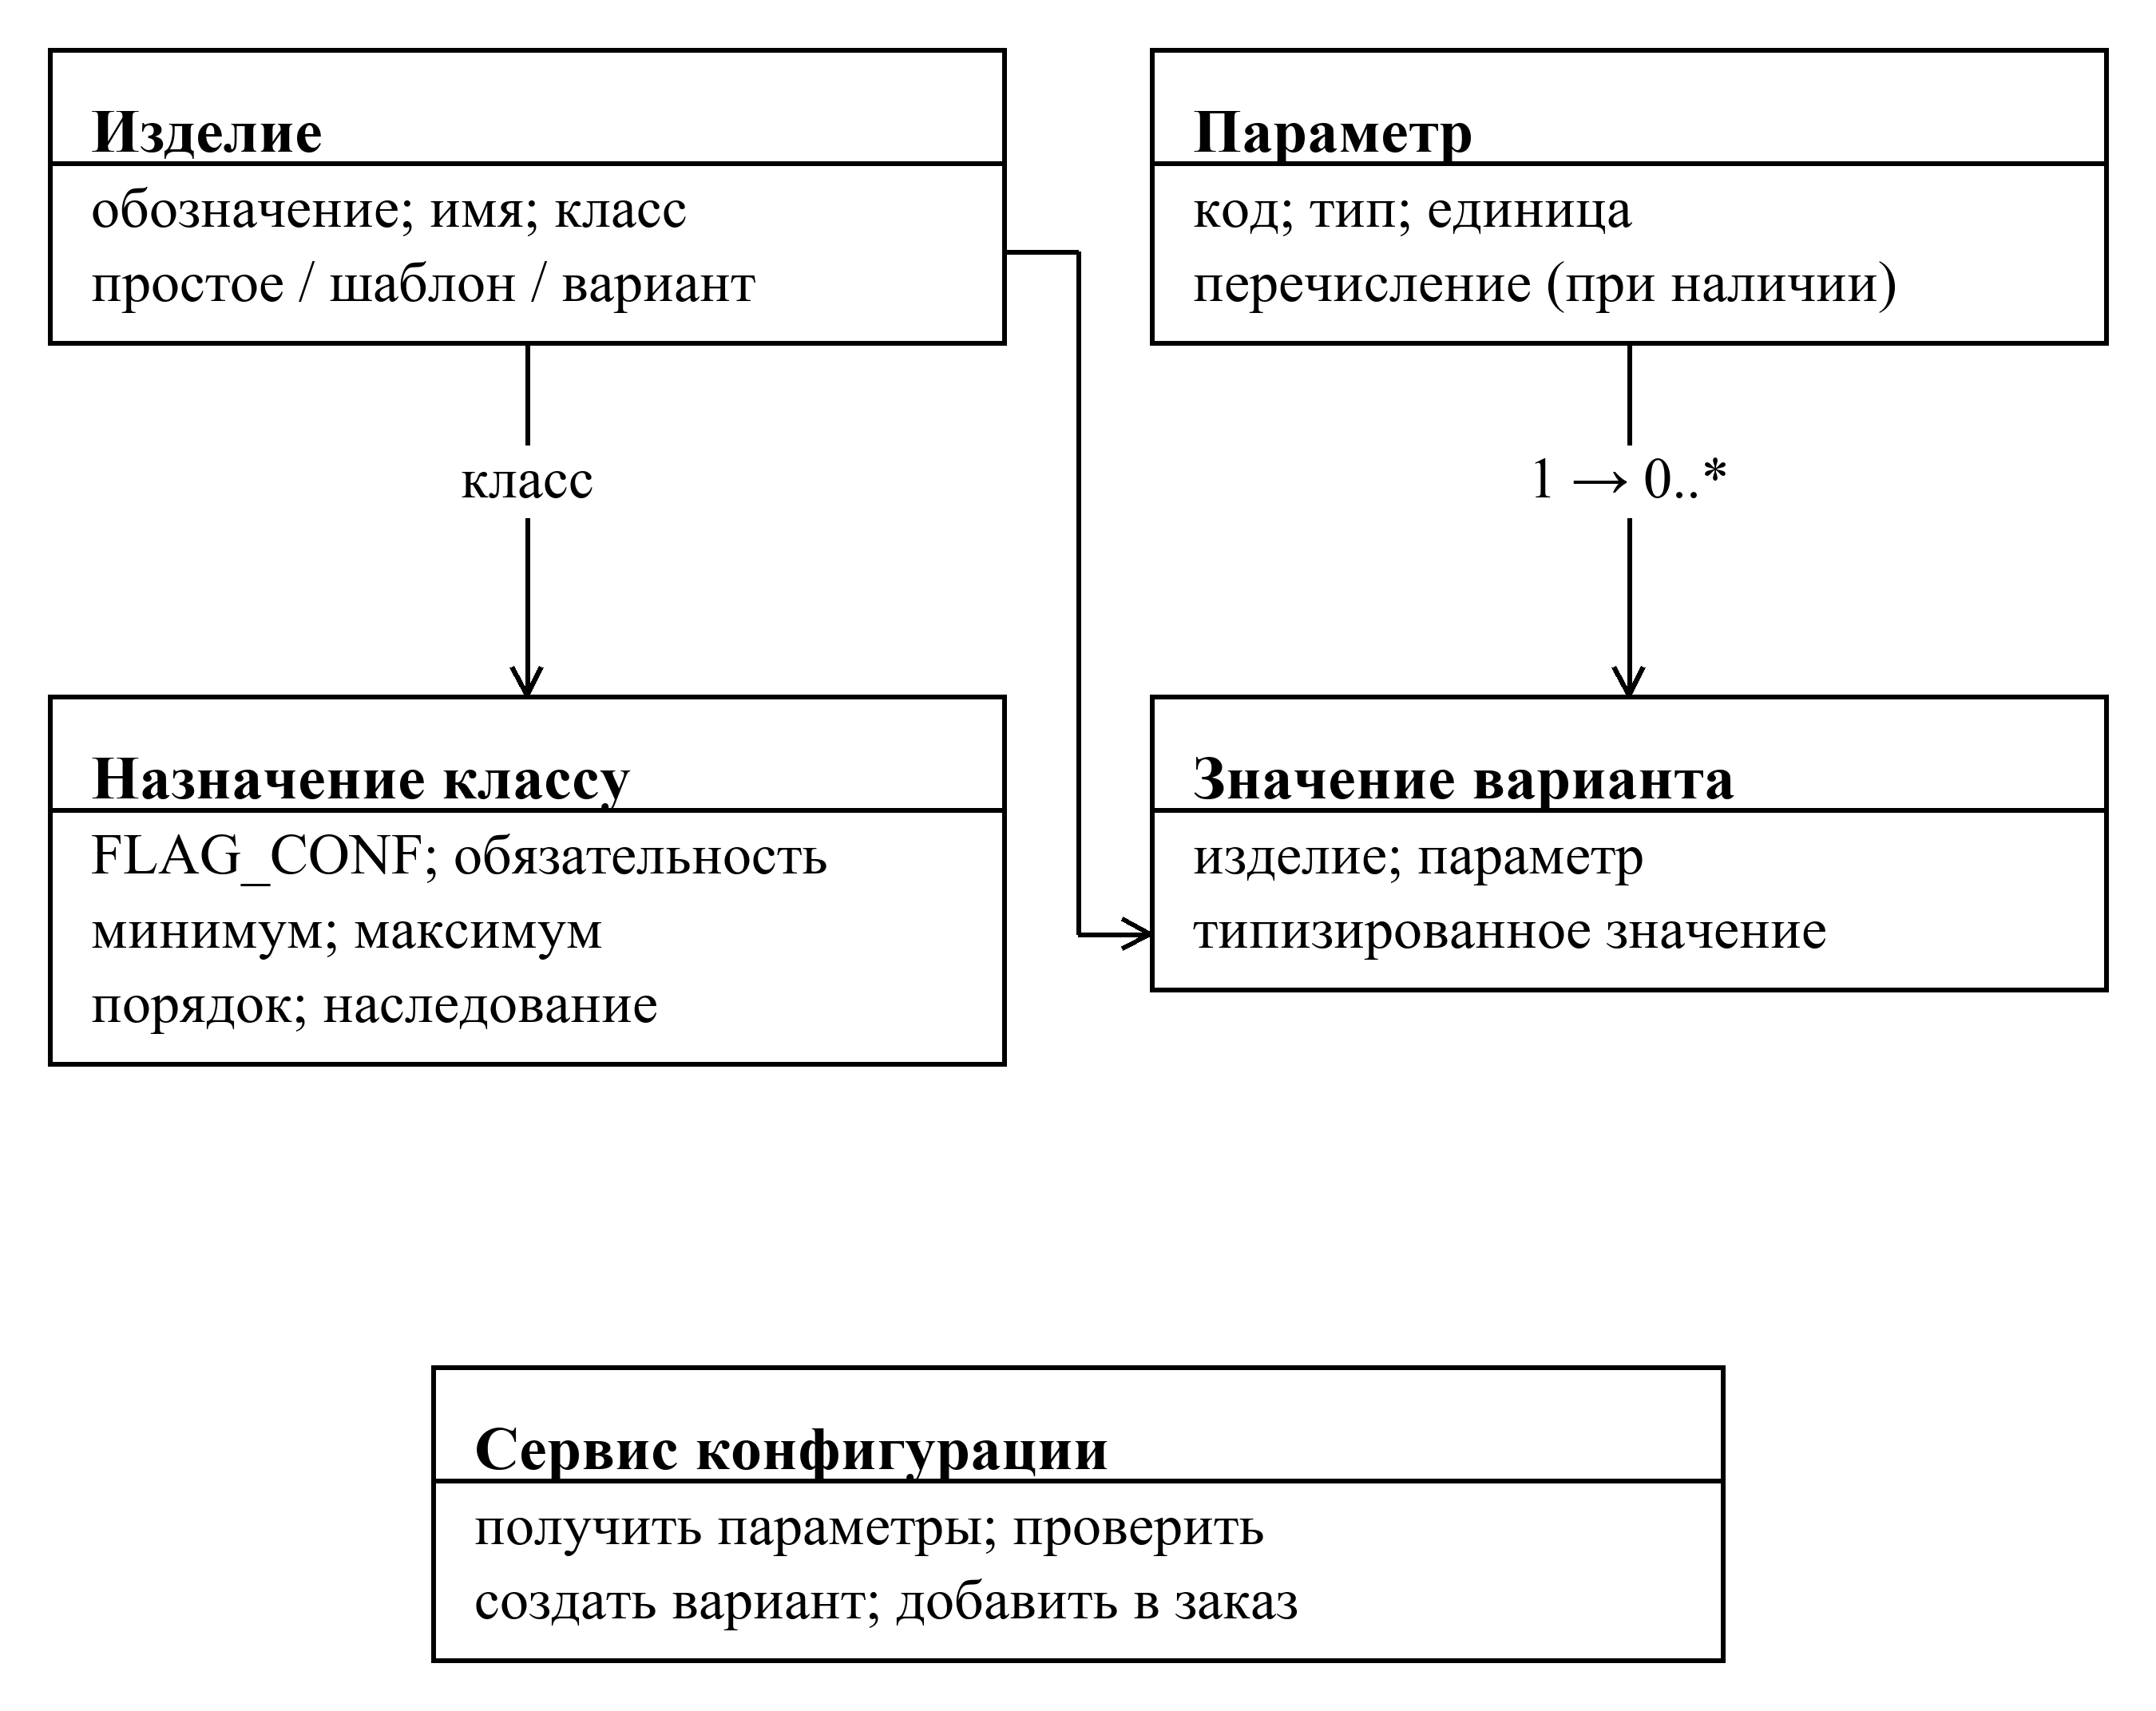 Изделие
обозначение; имя; класс
простое / шаблон / вариант
Параметр
код; тип; единица
перечисление (при наличии)
класс
1 → 0..*
Назначение классу
FLAG_CONF; обязательность
минимум; максимум
порядок; наследование
Значение варианта
изделие; параметр
типизированное значение
Сервис конфигурации
получить параметры; проверить
создать вариант; добавить в заказ